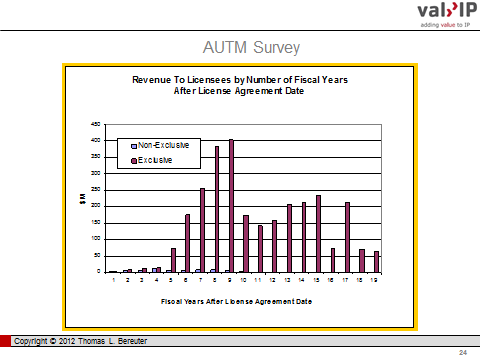 val IP
adding value to IP
AUTM Survey
Revenue To Licensees by Number of Fiscal Years
After License Agreement Date
450
400
350
300
250
200
150
100
50
0
$M
Non-Exclusive
Exclusive
1 2 3 4 5 6 7 8 9 10 11 12 13 14 15 16 17 18 19
Fiscal Years After License Agreement Date
Copyright © 2012 Thomas L. Bereuter
24